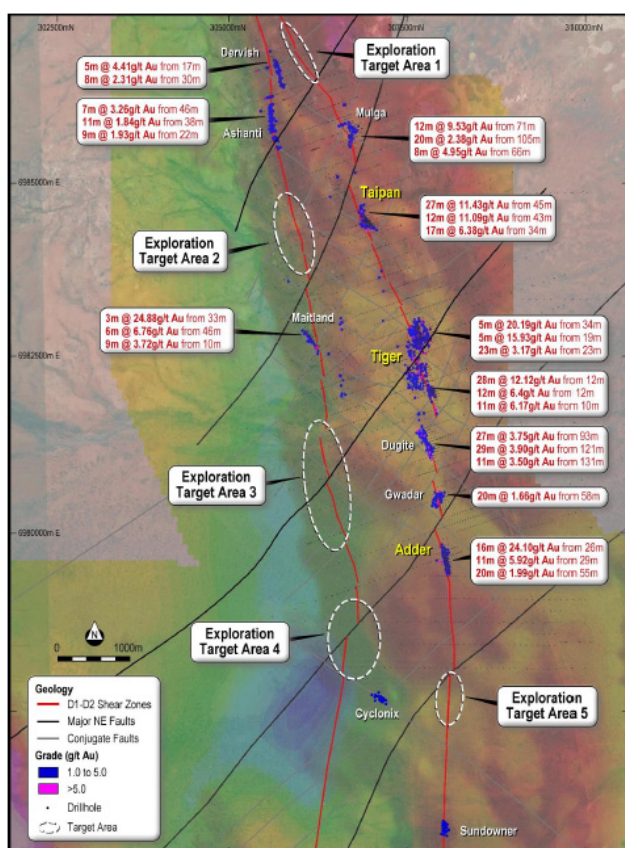 302500mN
305000mN
307500mN
310000mN
Dervish
5m @ 4.41g/t Au from 17m
8m @ 2.31g/t Au from 30m
Exploration
Target Area 1
7m @ 3.26g/t Au from 46m
11m @ 1.84g/t Au from 38m
9m @ 1.93g/t Au from 22m
Ashanti
Mulga
12m @ 9.53g/t Au from 71m
20m @ 2.38g/t Au from 105m
8m @ 4.95g/t Au from 66m
6985000m E
Taipan
27m @ 11.43g/t Au from 45m
12m @ 11.09g/t Au from 43m
17m @ 6.38g/t Au from 34m
Exploration
Target Area 2
Maitland
3m @ 24.88g/t Au from 33m
6m @ 6.76g/t Au from 46m
9m @ 3.72g/t Au from 10m
5m @ 20.19g/t Au from 34m
5m @ 15.93g/t Au from 19m
23m @ 3.17g/t Au from 23m
6982500m E
Tiger
28m @ 12.12g/t Au from 12m
12m @ 6.4g/t Au from 12m
11m @ 6.17g/t Au from 10m
Dugite
27m @ 3.75g/t Au from 93m
29m @ 3.90g/t Au from 121m
11m @ 3.50g/t Au from 131m
Exploration
Target Area 3
Gwadar
20m @ 1.66g/t Au from 58m
6980000m E
Adder
16m @ 24.10g/t Au from 26m
11m @ 5.92g/t Au from 29m
20m @ 1.99g/t Au from 55m
N
0
1000m
Exploration
Target Area 4
Cyclonix
Exploration
Target Area 5
Sundowner
Geology
D1-D2 Shear Zones
Major NE Faults
Conjugate Faults
Grade (g/t Au)
1.0 to 5.0
>5.0
Drillhole
Target Area